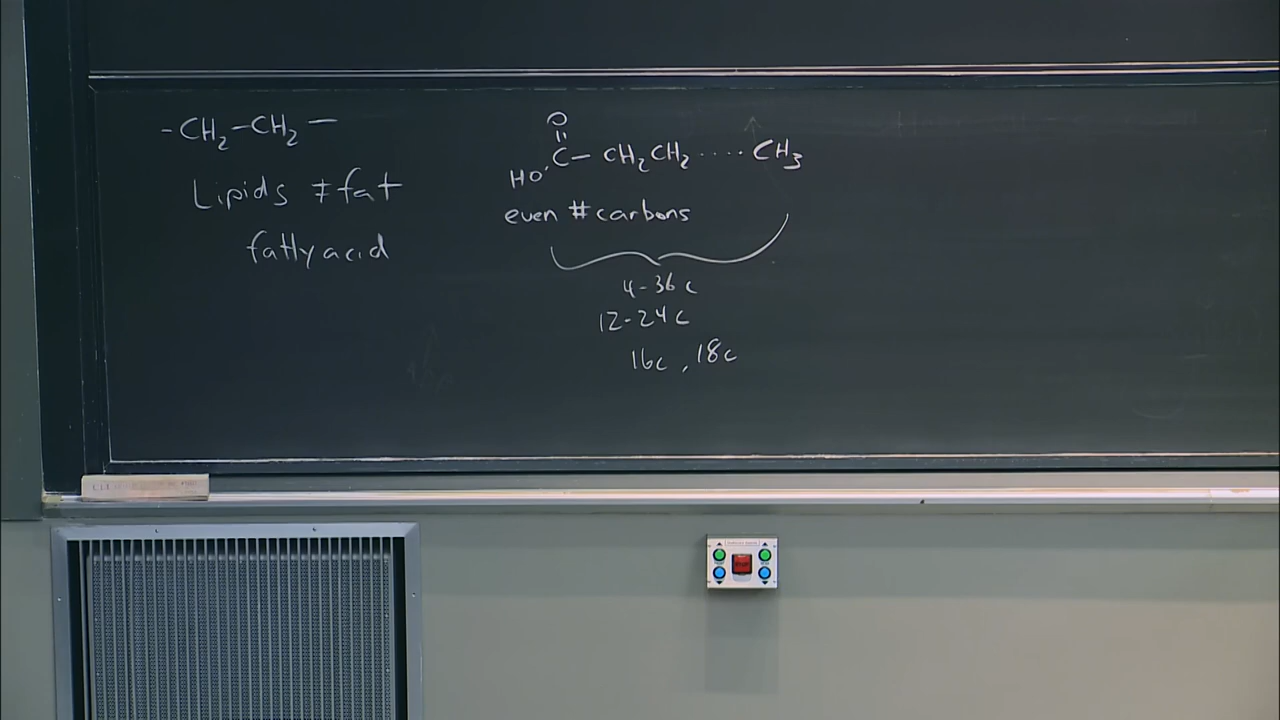 -CH₂-CH₂-
Lipids ≠ fat
fatty acid
O
HO C - CH₂CH₂ .... CH₃
even # carbons
4-36 c
12-24 c
16c, 18c